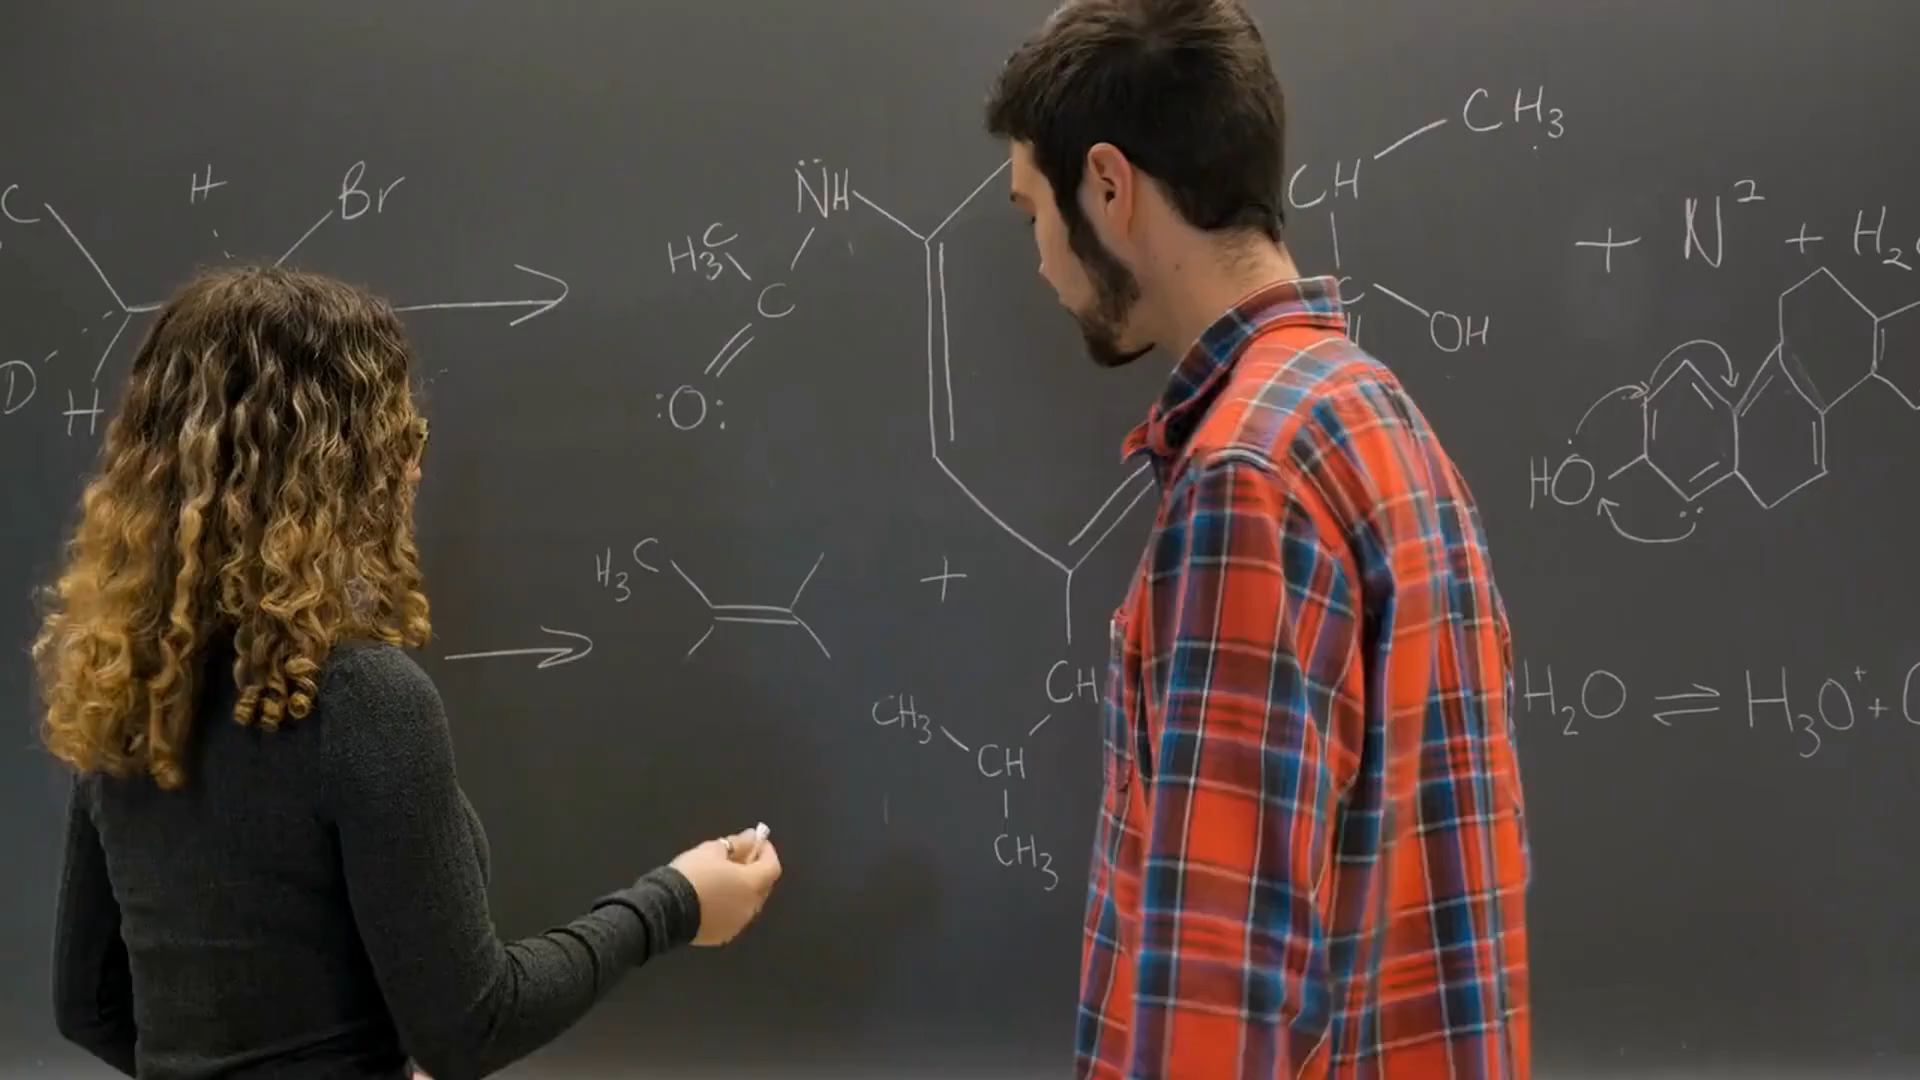 C H Br
D H
NH
H3C C
:O:
CH CH3
C OH
+ N2 + H2
HO
H3C
+
CH
CH3 CH
CH3
H2O ⇌ H3O+ +